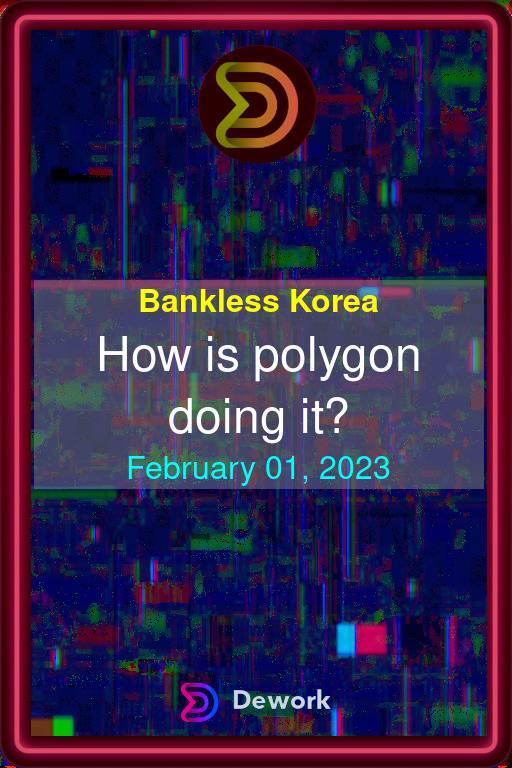 Bankless Korea
How is polygon
doing it?
February 01, 2023
Dework